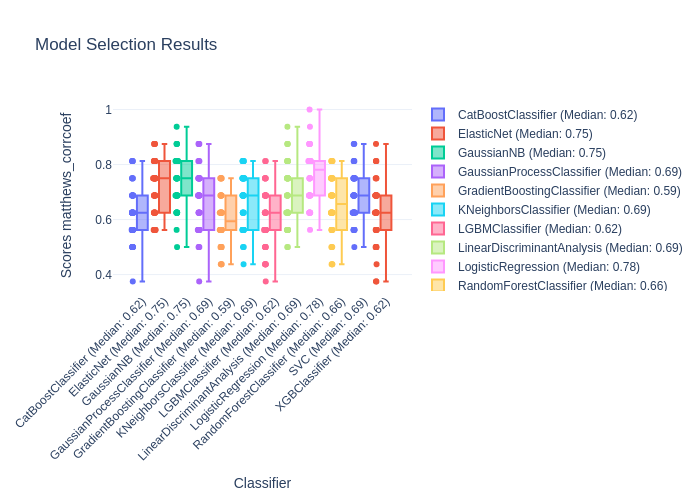 Model Selection Results
Scores matthews_corrcoef
1
0.8
0.6
0.4
CatBoostClassifier (Median: 0.62)
ElasticNet (Median: 0.75)
GaussianNB (Median: 0.75)
GaussianProcessClassifier (Median: 0.69)
GradientBoostingClassifier (Median: 0.59)
KNeighborsClassifier (Median: 0.69)
LGBMClassifier (Median: 0.62)
LinearDiscriminantAnalysis (Median: 0.69)
LogisticRegression (Median: 0.78)
RandomForestClassifier (Median: 0.66)
SVC (Median: 0.69)
XGBClassifier (Median: 0.62)
Classifier
CatBoostClassifier (Median: 0.62)
ElasticNet (Median: 0.75)
GaussianNB (Median: 0.75)
GaussianProcessClassifier (Median: 0.69)
GradientBoostingClassifier (Median: 0.59)
KNeighborsClassifier (Median: 0.69)
LGBMClassifier (Median: 0.62)
LinearDiscriminantAnalysis (Median: 0.69)
LogisticRegression (Median: 0.78)
RandomForestClassifier (Median: 0.66)